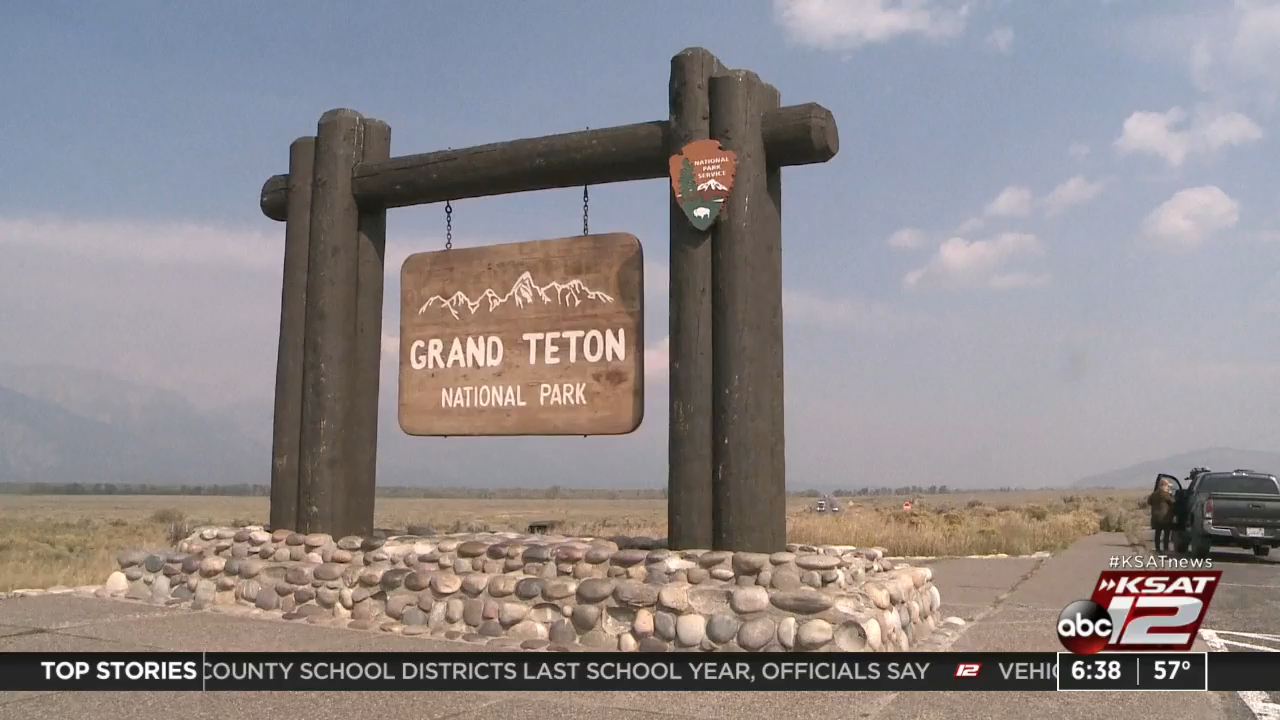 NATIONAL
PARK
SERVICE
GRAND TETON
NATIONAL PARK
#KSATnews
KSAT
abc 12
TOP STORIES COUNTY SCHOOL DISTRICTS LAST SCHOOL YEAR, OFFICIALS SAY 12 VEHIC 6:38 57°